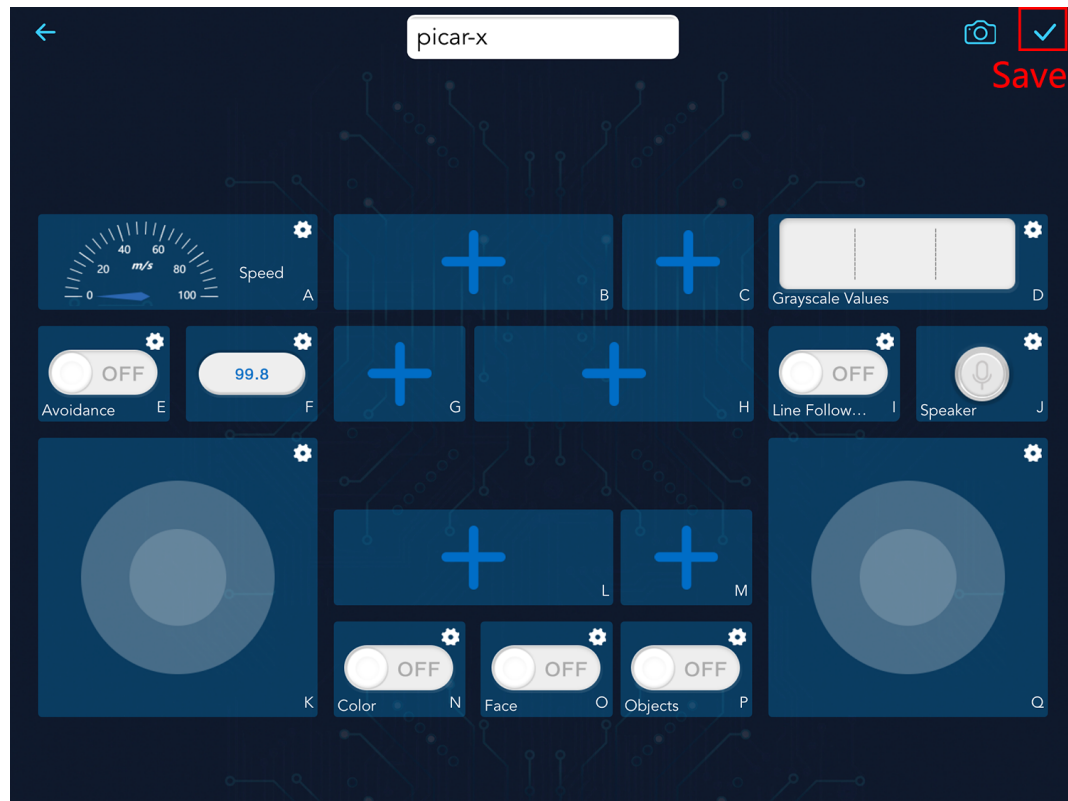 picar-x
Save
40 60
20 m/s 80
0 100
Speed
A
B
C
Grayscale Values D
OFF
Avoidance E
99.8
F
G
H
OFF
Line Follow... I
Speaker J
K
L
M
OFF
Color N
OFF
Face O
OFF
Objects P
Q